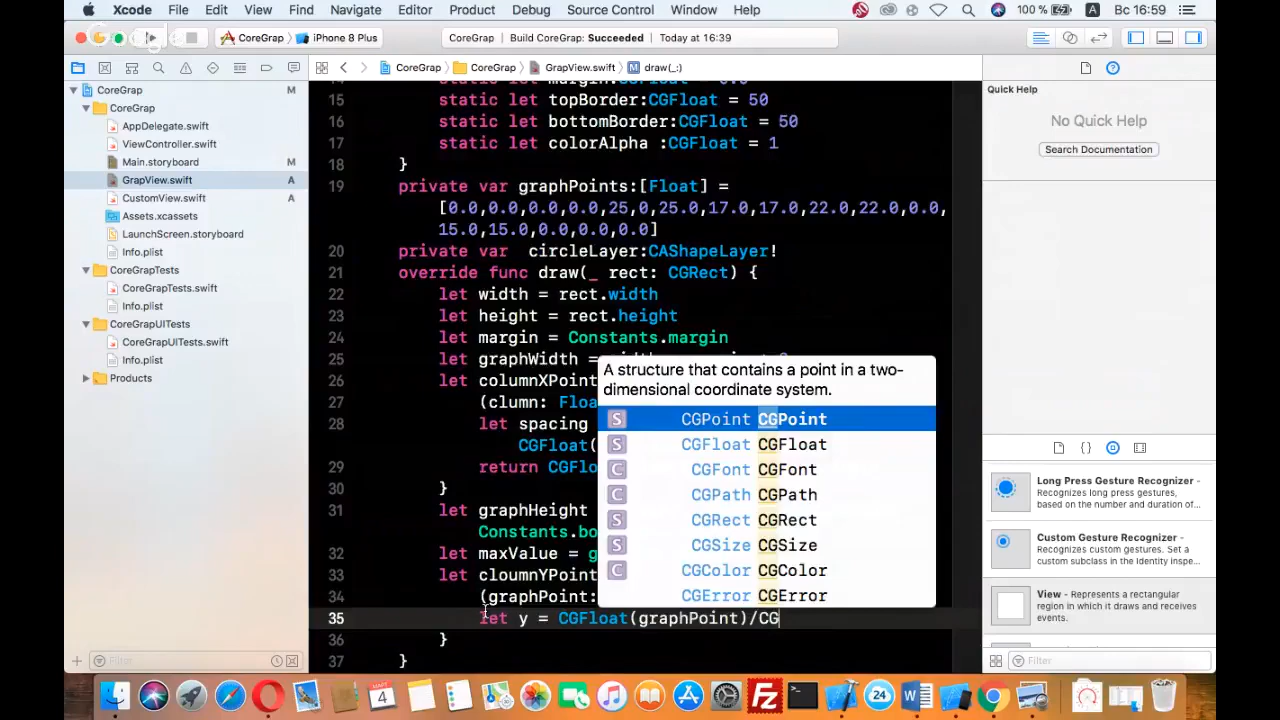 Xcode File Edit View Find Navigate Editor Product Debug Source Control Window Help 100 % A Вс 16:59
CoreGrap iPhone 8 Plus CoreGrap Build CoreGrap: Succeeded Today at 16:39
CoreGrap CoreGrap GrapView.swift M draw(_:)
CoreGrap M
CoreGrap
AppDelegate.swift
ViewController.swift
Main.storyboard M
GrapView.swift A
CustomView.swift A
Assets.xcassets
LaunchScreen.storyboard
Info.plist
CoreGrapTests
CoreGrapTests.swift
Info.plist
CoreGrapUITests
CoreGrapUITests.swift
Info.plist
Products
Filter
15 static let topBorder:CGFloat = 50
16 static let bottomBorder:CGFloat = 50
17 static let colorAlpha :CGFloat = 1
18 }
19 private var graphPoints:[Float] =
[0.0,0.0,0.0,0.0,25,0,25.0,17.0,17.0,22.0,22.0,0.0,
15.0,15.0,0.0,0.0,0.0]
20 private var circleLayer:CAShapeLayer!
21 override func draw(_ rect: CGRect) {
22 let width = rect.width
23 let height = rect.height
24 let margin = Constants.margin
25 let graphWidth =
26 let columnXPoint
27 (clumn: Floa
28 let spacing
CGFloat(
29 return CGFlo
30 }
31 let graphHeight
Constants.bo
32 let maxValue = g
33 let cloumnYPoint
34 (graphPoint:
35 let y = CGFloat(graphPoint)/CG
36 }
37 }
A structure that contains a point in a two-
dimensional coordinate system.
S CGPoint CGPoint
S CGFloat CGFloat
C CGFont CGFont
C CGPath CGPath
S CGRect CGRect
S CGSize CGSize
C CGColor CGColor
CGError CGError
Quick Help
No Quick Help
Search Documentation
{ }
Long Press Gesture Recognizer -
Recognizes long press gestures,
based on the number and duration of...
Custom Gesture Recognizer -
Recognizes custom gestures. Set a
custom subclass in the identity inspe...
View - Represents a rectangular
region in which it draws and receives
events.
Filter
МАРТ
4
24
W